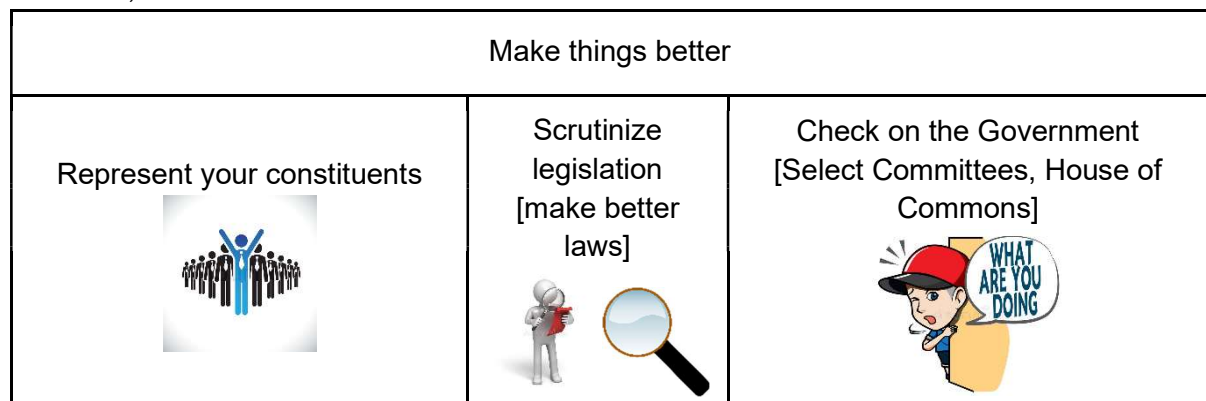 Make things better
Represent your constituents
Scrutinize
legislation
[make better
laws]
Check on the Government
[Select Committees, House of
Commons]
WHAT
ARE YOU
DOING